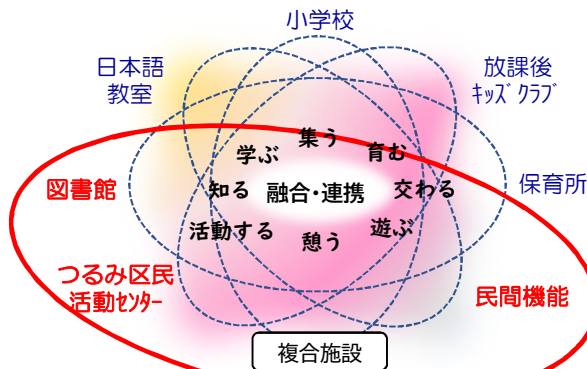 小学校
日本語
教室
放課後
ｷｯｽﾞｸﾗﾌﾞ
集う
学ぶ
育む
図書館
知る
融合・連携
交わる
保育所
活動する
憩う
遊ぶ
つるみ区民
活動ｾﾝﾀｰ
民間機能
複合施設